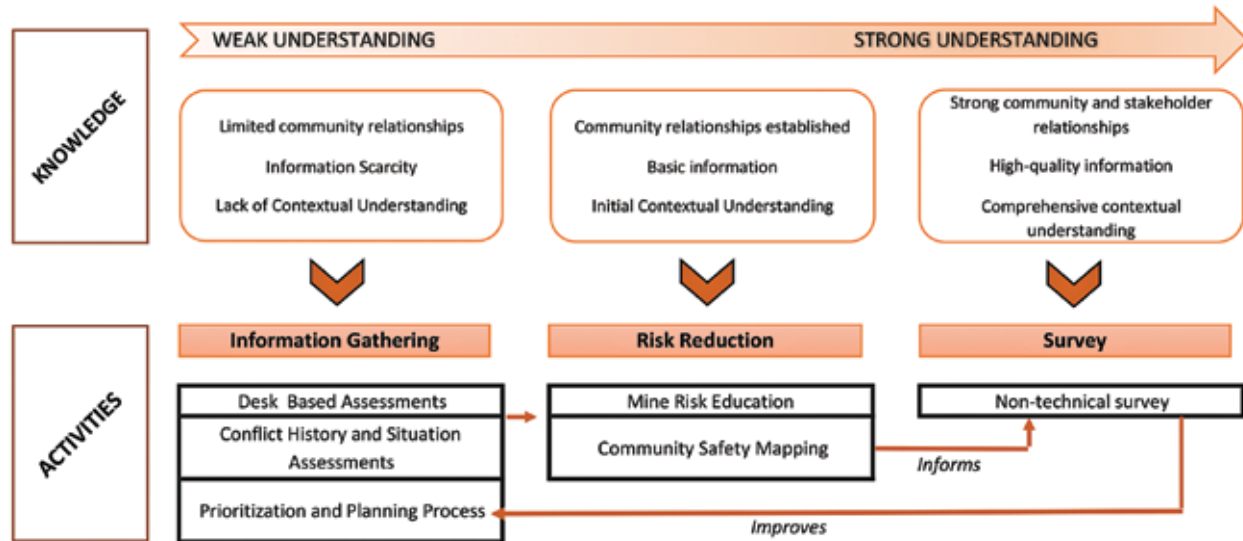 KNOWLEDGE
WEAK UNDERSTANDING
STRONG UNDERSTANDING
Limited community relationships
Information Scarcity
Lack of Contextual Understanding
Community relationships established
Basic information
Initial Contextual Understanding
Strong community and stakeholder
relationships
High-quality information
Comprehensive contextual
understanding
ACTIVITIES
Information Gathering
Desk Based Assessments
Conflict History and Situation
Assessments
Prioritization and Planning Process
Risk Reduction
Mine Risk Education
Community Safety Mapping
Informs
Survey
Non-technical survey
Improves